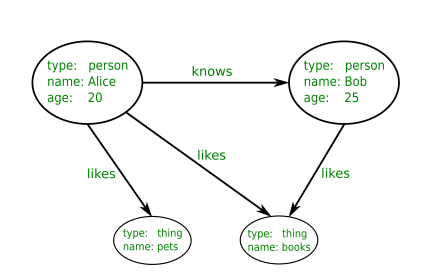 type: person
name: Alice
age: 20
knows
type: person
name: Bob
age: 25
likes
likes
likes
type: thing
name: pets
type: thing
name: books